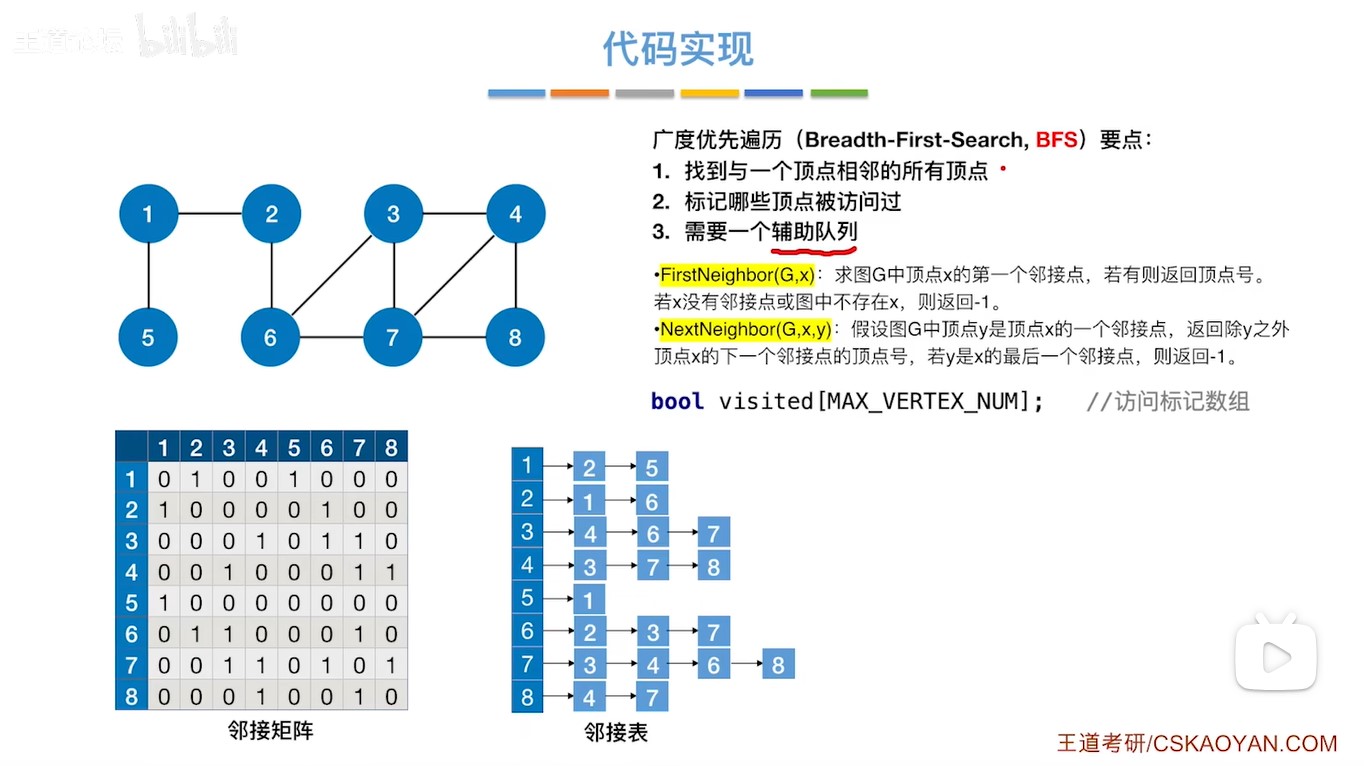 王道论坛 bilibili
代码实现
广度优先遍历（Breadth-First-Search, BFS）要点：
1. 找到与一个顶点相邻的所有顶点
2. 标记哪些顶点被访问过
3. 需要一个辅助队列
•FirstNeighbor(G,x)：求图G中顶点x的第一个邻接点，若有则返回顶点号。
若x没有邻接点或图中不存在x，则返回-1。
•NextNeighbor(G,x,y)：假设图G中顶点y是顶点x的一个邻接点，返回除y之外
顶点x的下一个邻接点的顶点号，若y是x的最后一个邻接点，则返回-1。
bool visited[MAX_VERTEX_NUM]; //访问标记数组
1 2 3 4
5 6 7 8
1 2 3 4 5 6 7 8
1 0 1 0 0 1 0 0 0
2 1 0 0 0 0 1 0 0
3 0 0 0 1 0 1 1 0
4 0 0 1 0 0 0 1 1
5 1 0 0 0 0 0 0 0
6 0 1 1 0 0 0 1 0
7 0 0 1 1 0 1 0 1
8 0 0 0 1 0 0 1 0
邻接矩阵
1 2 5
2 1 6
3 4 6 7
4 3 7 8
5 1
6 2 3 7
7 3 4 6 8
8 4 7
邻接表
王道考研/CSKAOYAN.COM